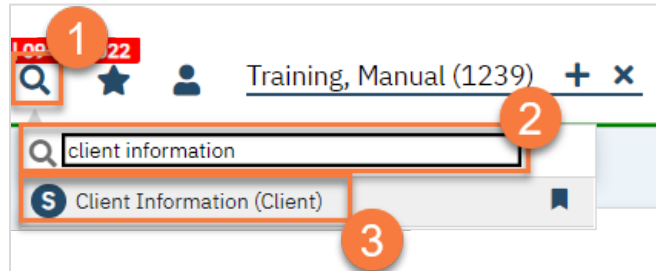 1
Training, Manual (1239)
2
client information
S Client Information (Client)
3